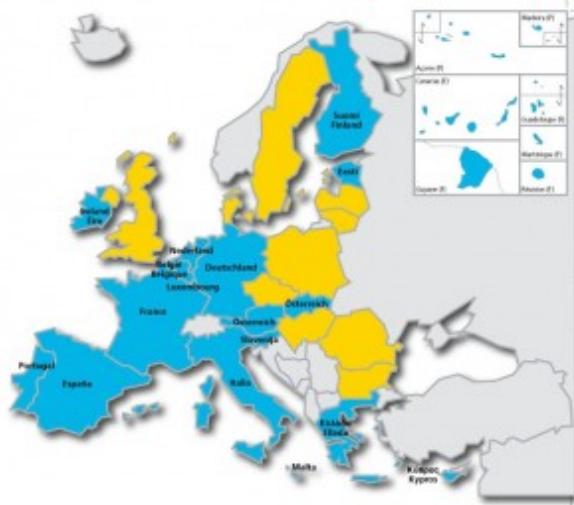 Açores (P)
Madeira (P)
Canarias (E)
Guadeloupe (F)
Martinique (F)
Guyane (F)
Réunion (F)
Suomi
Finland
Eesti
Ireland
Éire
Nederland
België
Belgique
Deutschland
Luxembourg
Österreich
France
Österreich
Slovenija
Portugal
España
Italia
Ελλάδα
Elláda
Malta
Κύπρος
Kypros